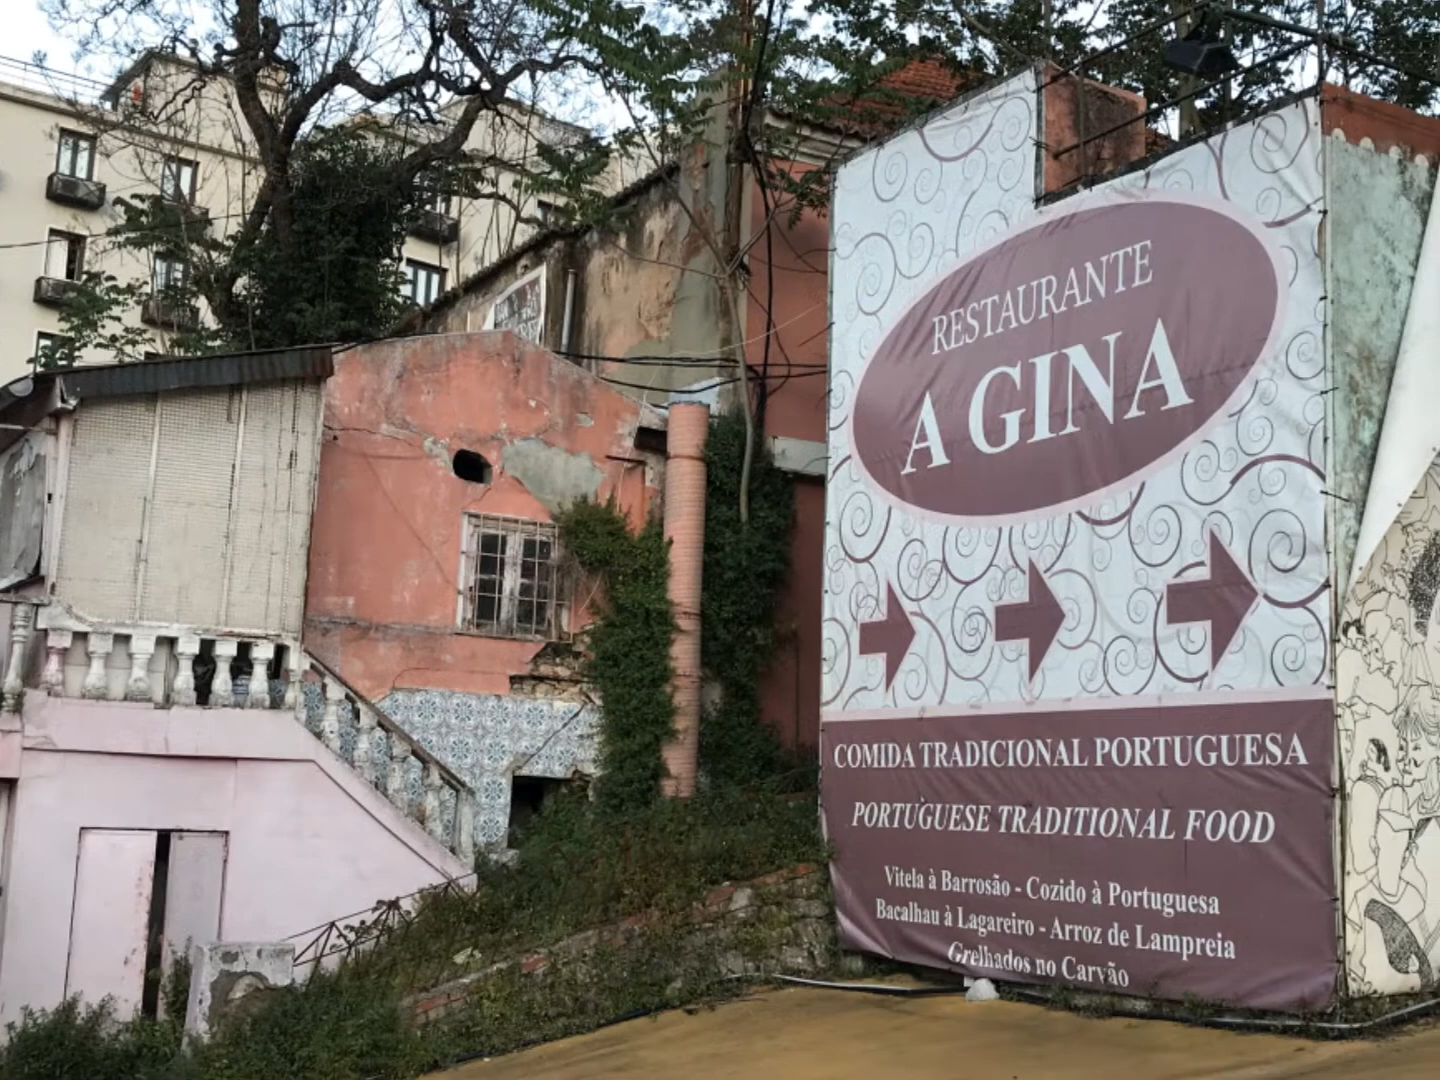 RESTAURANTE
A GINA
COMIDA TRADICIONAL PORTUGUESA
PORTUGUESE TRADITIONAL FOOD
Vitela à Barrosão - Cozido à Portuguesa
Bacalhau à Lagareiro - Arroz de Lampreia
Grelhados no Carvão